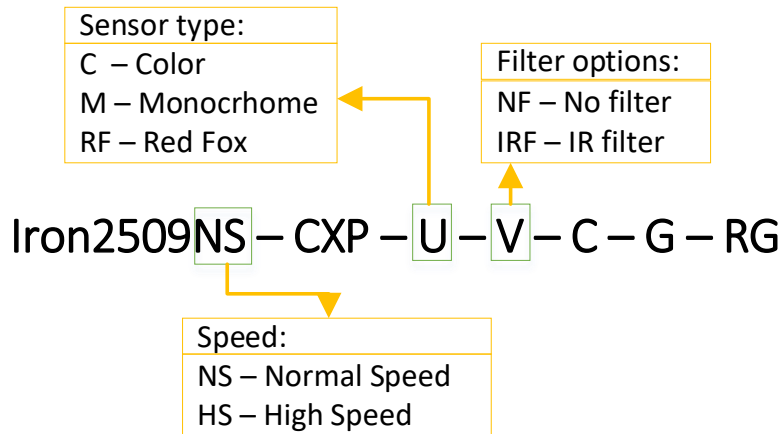 Sensor type:
C – Color
M – Monocrhome
RF – Red Fox
Filter options:
NF – No filter
IRF – IR filter
Iron2509NS – CXP – U – V – C – G – RG
Speed:
NS – Normal Speed
HS – High Speed